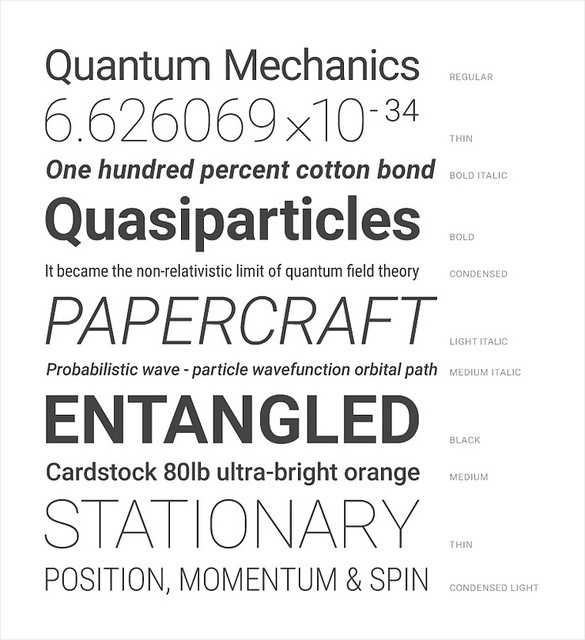 Quantum Mechanics REGULAR
6.626069×10-34 THIN
One hundred percent cotton bond BOLD ITALIC
Quasiparticles BOLD
It became the non-relativistic limit of quantum field theory CONDENSED
PAPERCRAFT LIGHT ITALIC
Probabilistic wave - particle wavefunction orbital path MEDIUM ITALIC
ENTANGLED BLACK
Cardstock 80lb ultra-bright orange MEDIUM
STATIONARY THIN
POSITION, MOMENTUM & SPIN CONDENSED LIGHT